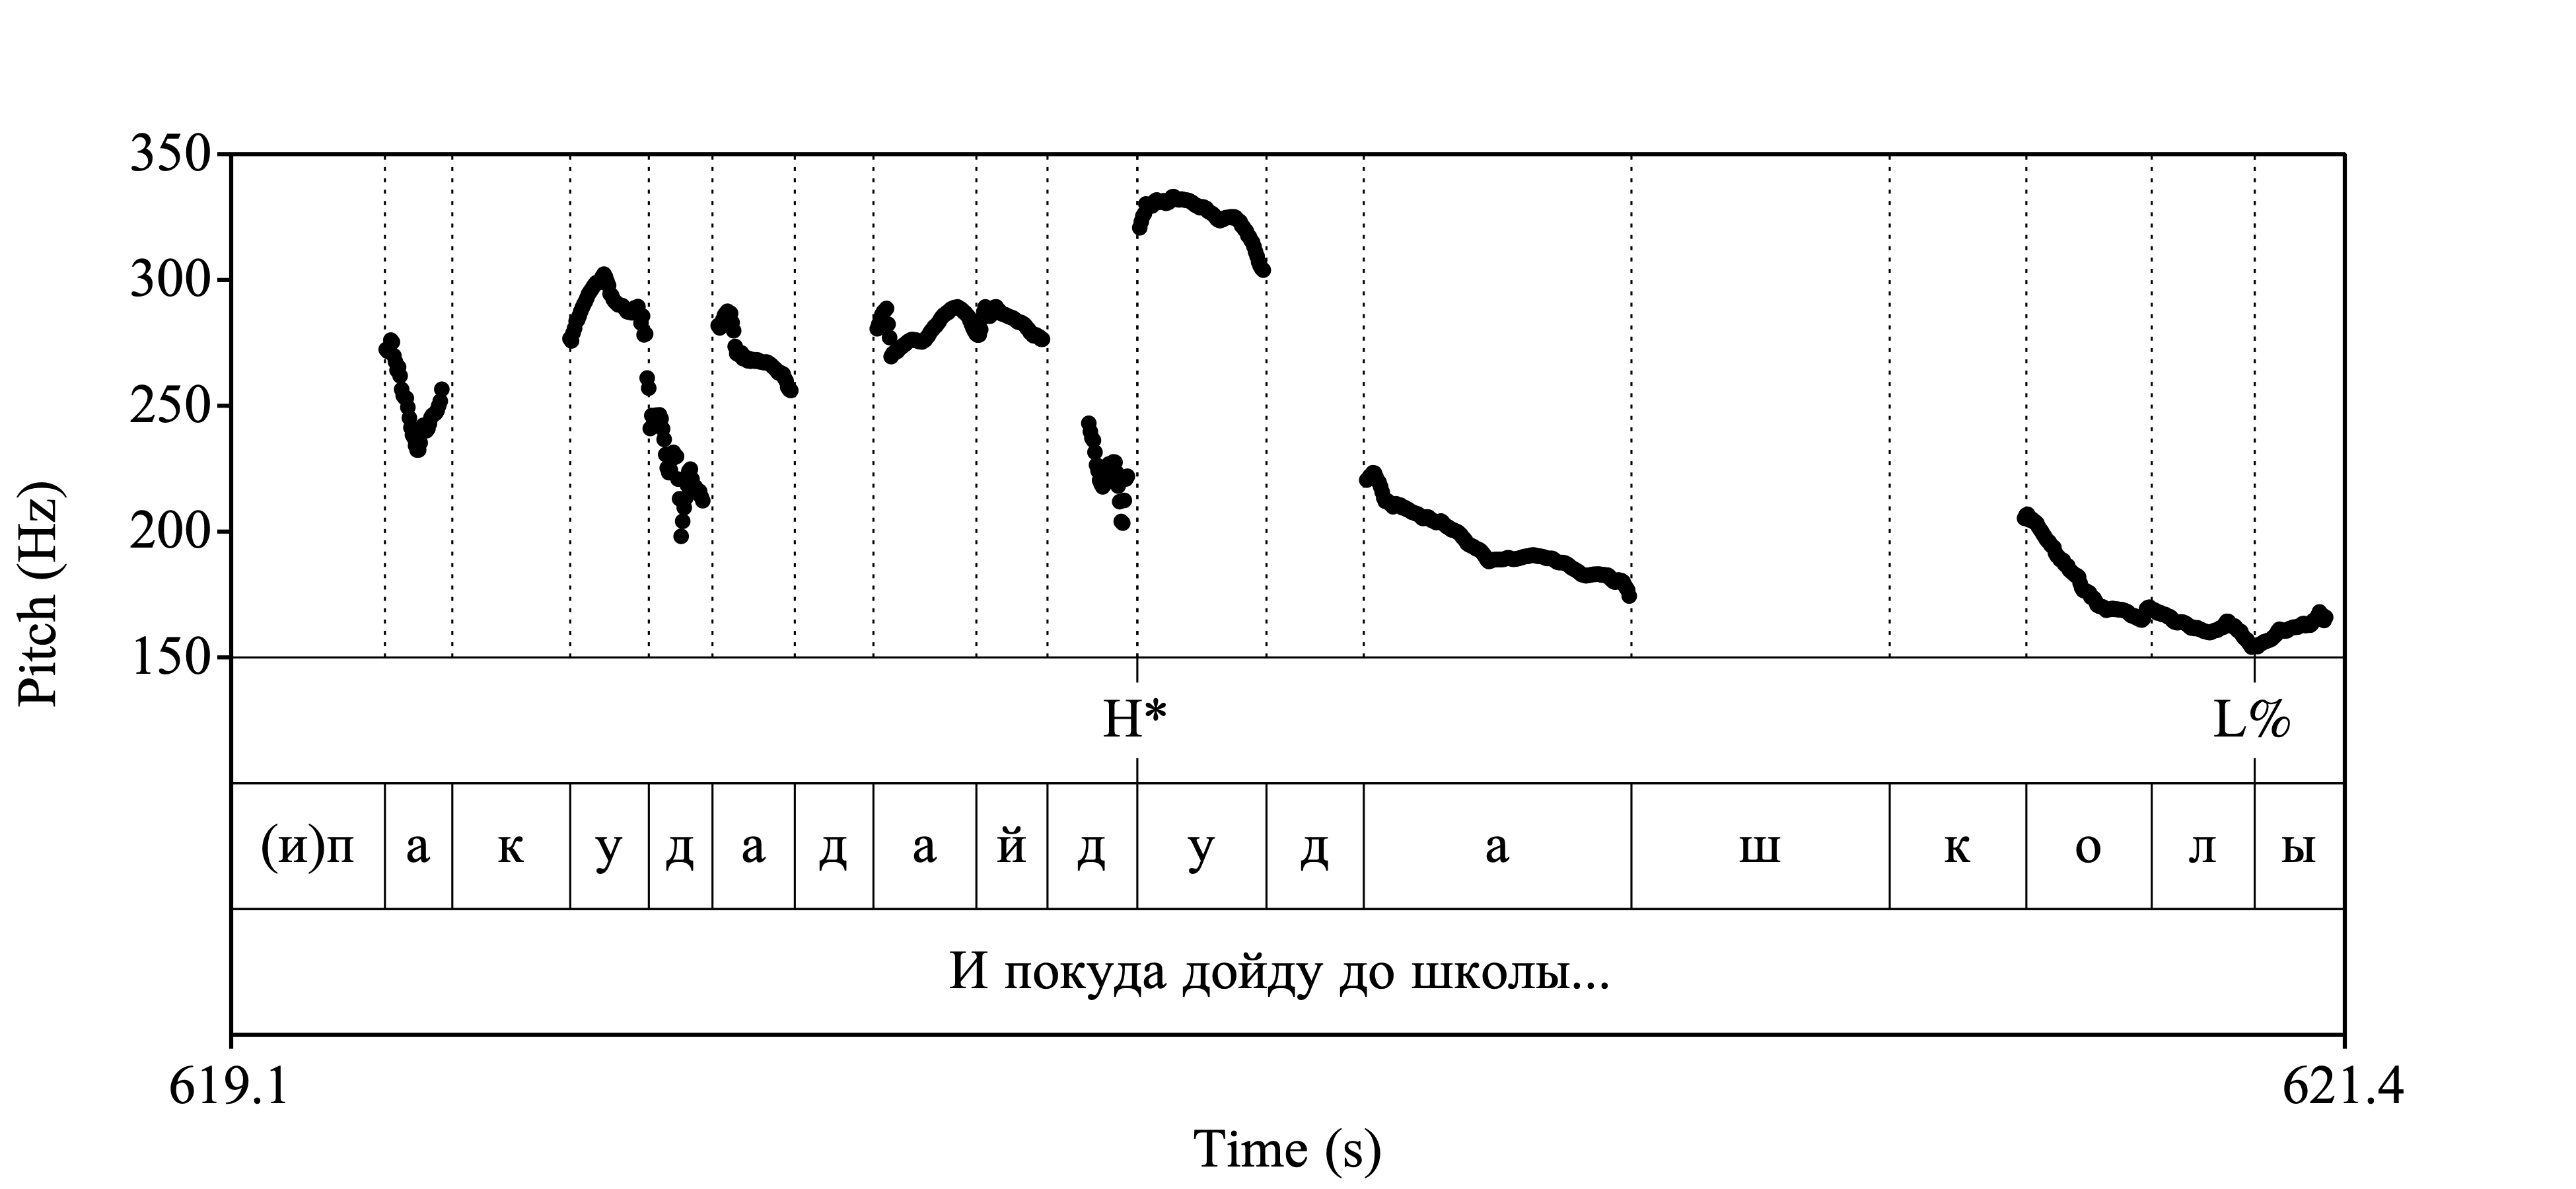 350
300
250
200
150
Pitch (Hz)
H* L%
(и)п а к у д а д а й д у д а ш к о л ы
И покуда дойду до школы...
619.1 621.4
Time (s)